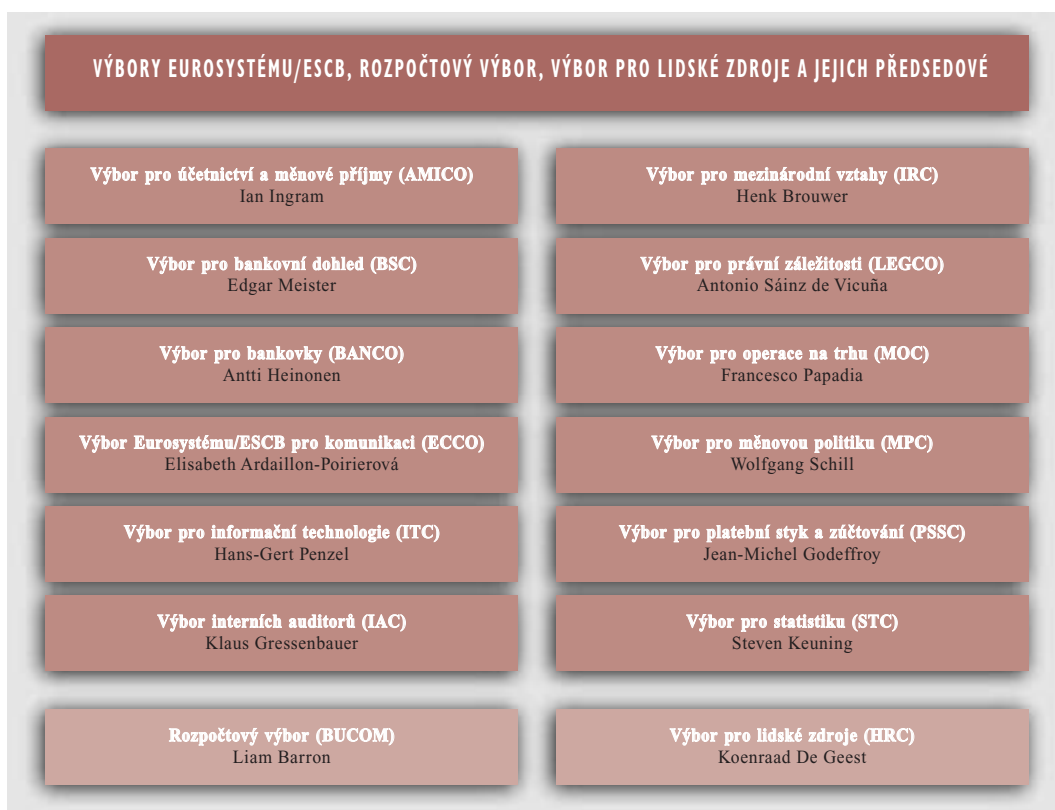 VÝBORY EUROSYSTÉMU/ESCB, ROZPOČTOVÝ VÝBOR, VÝBOR PRO LIDSKÉ ZDROJE A JEJICH PŘEDSEDOVÉ
Výbor pro účetnictví a měnové příjmy (AMICO)
Ian Ingram
Výbor pro mezinárodní vztahy (IRC)
Henk Brouwer
Výbor pro bankovní dohled (BSC)
Edgar Meister
Výbor pro právní záležitosti (LEGCO)
Antonio Sáinz de Vicuña
Výbor pro bankovky (BANCO)
Antti Heinonen
Výbor pro operace na trhu (MOC)
Francesco Papadia
Výbor Eurosystému/ESCB pro komunikaci (ECCO)
Elisabeth Ardaillon-Poirierová
Výbor pro měnovou politiku (MPC)
Wolfgang Schill
Výbor pro informační technologie (ITC)
Hans-Gert Penzel
Výbor pro platební styk a zúčtování (PSSC)
Jean-Michel Godeffroy
Výbor interních auditorů (IAC)
Klaus Gressenbauer
Výbor pro statistiku (STC)
Steven Keuning
Rozpočtový výbor (BUCOM)
Liam Barron
Výbor pro lidské zdroje (HRC)
Koenraad De Geest